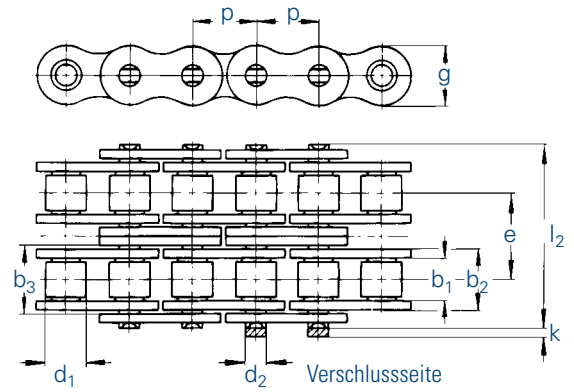 p p
g
b₃
e
l₂
b₁ b₂
k
d₁ d₂ Verschlussseite